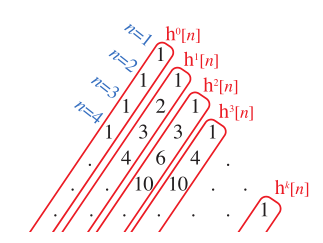 n=1 h⁰[n]
1
n=2 h¹[n]
1 1
n=3 h²[n]
1 2 1
n=4 h³[n]
1 3 3 1
. 4 6 4 .
. . 10 10 . .
hᵏ[n]
. . . . . . 1